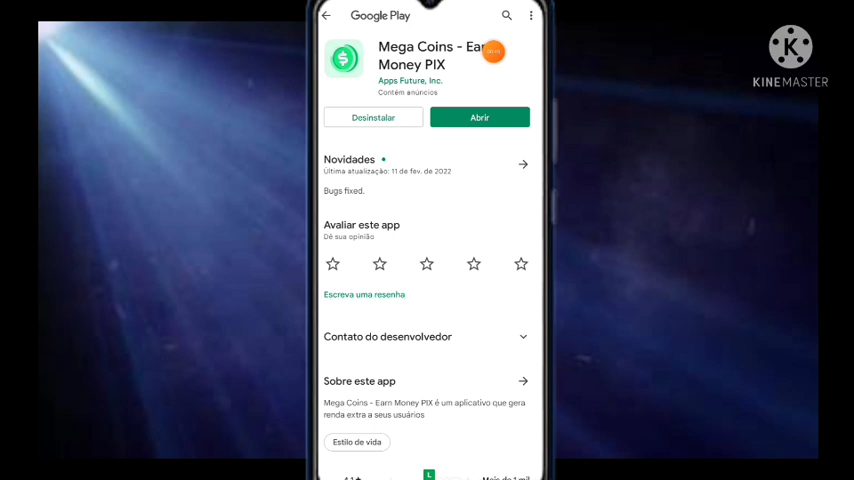 Google Play
Mega Coins - Ear
Money PIX
Apps Future, Inc.
Contém anúncios
Desinstalar
Abrir
Novidades
Última atualização: 11 de fev. de 2022
Bugs fixed.
Avaliar este app
Dê sua opinião
Escreva uma resenha
Contato do desenvolvedor
Sobre este app
Mega Coins - Earn Money PIX é um aplicativo que gera
renda extra a seus usuários
Estilo de vida
L
K
KINEMASTER